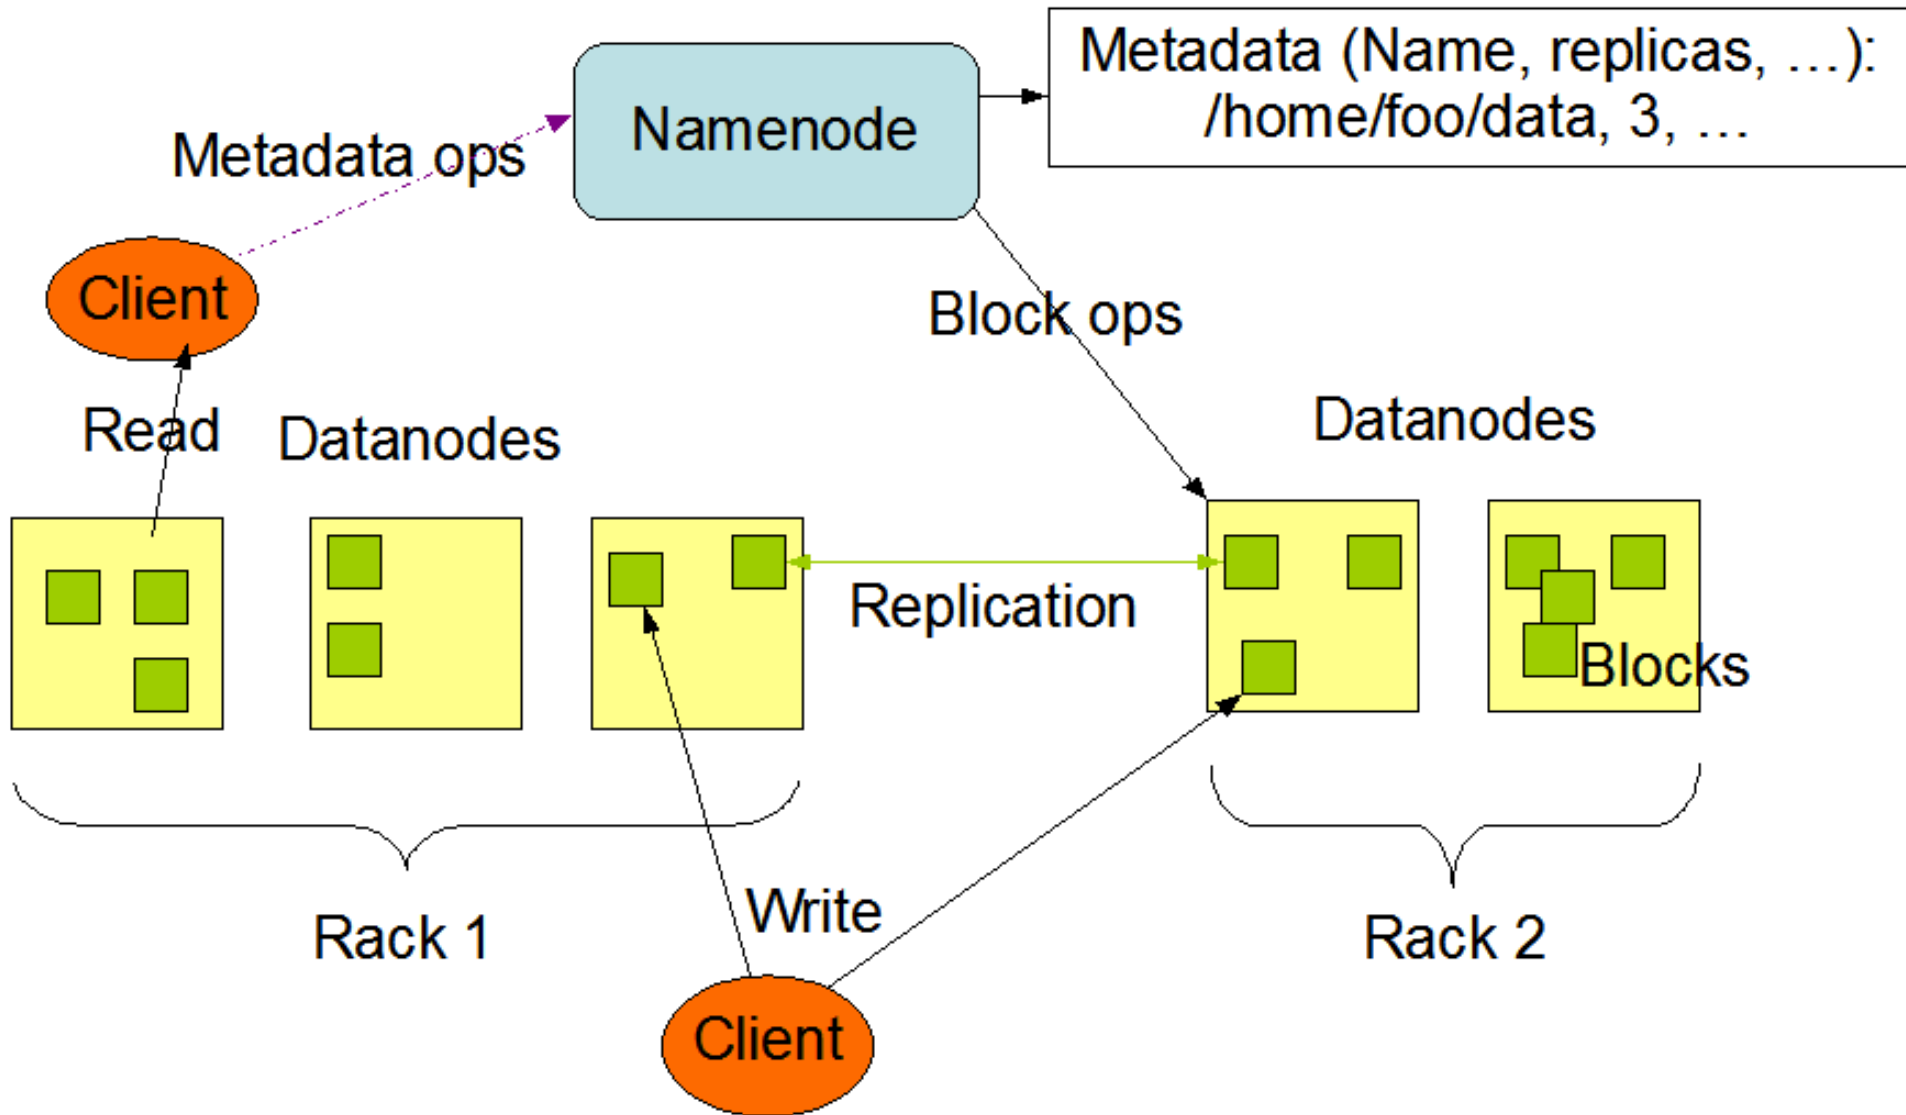 Metadata (Name, replicas, …):
/home/foo/data, 3, …
Namenode
Metadata ops
Client
Block ops
Read
Datanodes
Datanodes
Replication
Blocks
Rack 1
Write
Rack 2
Client